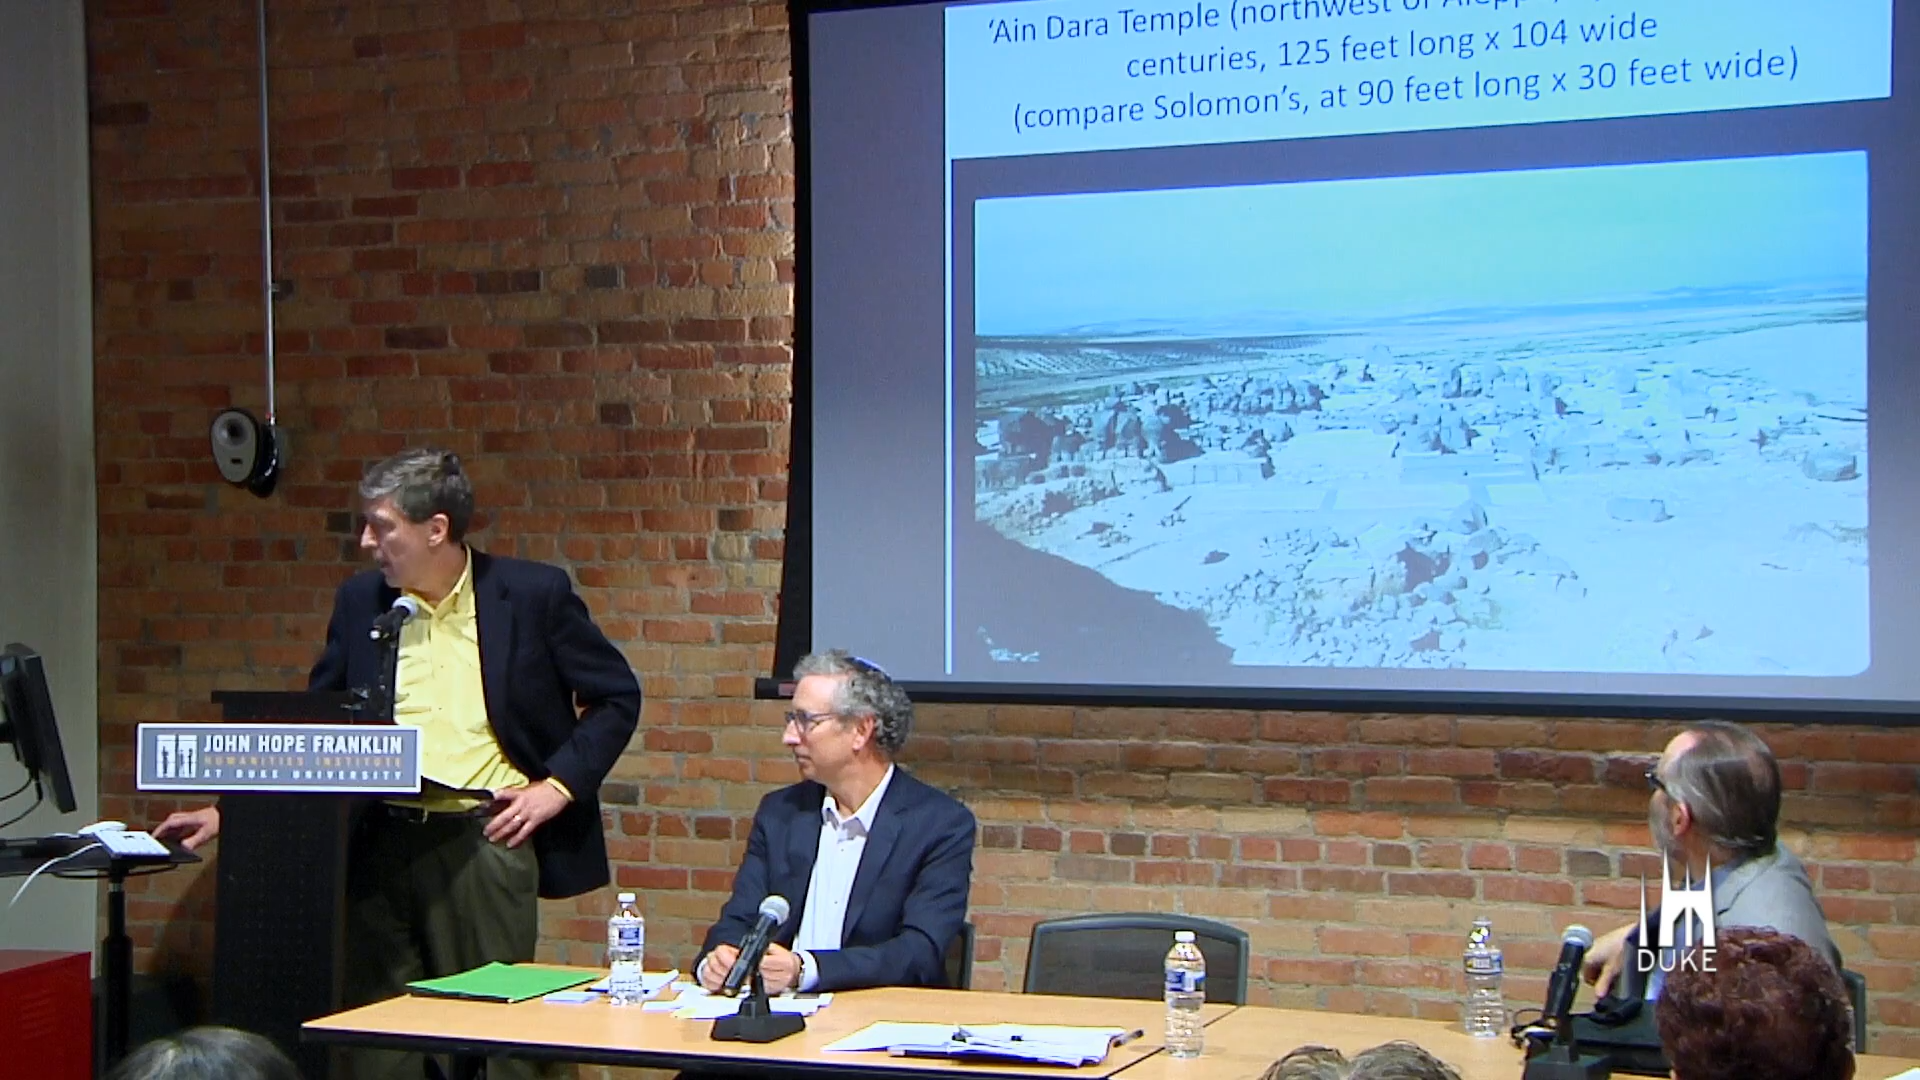 'Ain Dara Temple (northwest of Aleppo,
centuries, 125 feet long x 104 wide
(compare Solomon's, at 90 feet long x 30 feet wide)
JOHN HOPE FRANKLIN
HUMANITIES INSTITUTE
AT DUKE UNIVERSITY
DUKE